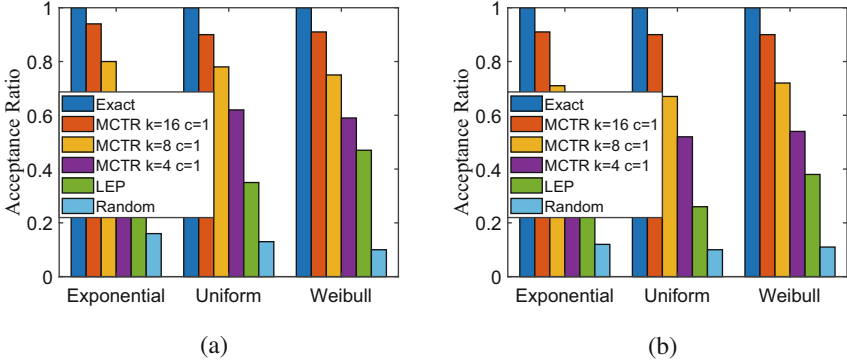 1
0.8
0.6
0.4
0.2
0
Acceptance Ratio
Exact
MCTR k=16 c=1
MCTR k=8 c=1
MCTR k=4 c=1
LEP
Random
Exponential Uniform Weibull
(a)
1
0.8
0.6
0.4
0.2
0
Acceptance Ratio
Exact
MCTR k=16 c=1
MCTR k=8 c=1
MCTR k=4 c=1
LEP
Random
Exponential Uniform Weibull
(b)